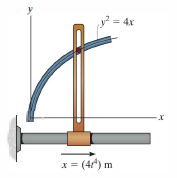 y
y² = 4x
x
x = (4t⁴) m